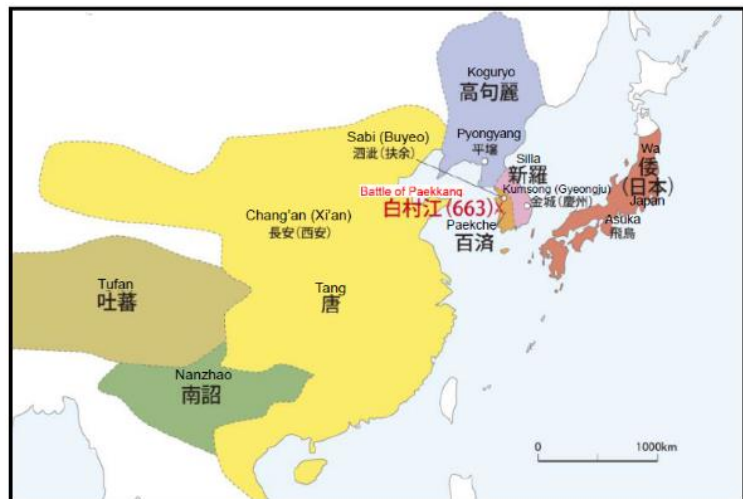 Koguryo
高句麗
Pyongyang
平壌
Sabi (Buyeo)
泗沘(扶余)
Silla
新羅
Wa
倭
(日本)
Japan
Battle of Paekkang
白村江(663)
Kumsong (Gyeongju)
金城(慶州)
Asuka
飛鳥
Chang'an (Xi'an)
長安(西安)
Paekche
百済
Tufan
吐蕃
Tang
唐
Nanzhao
南詔
0
1000km